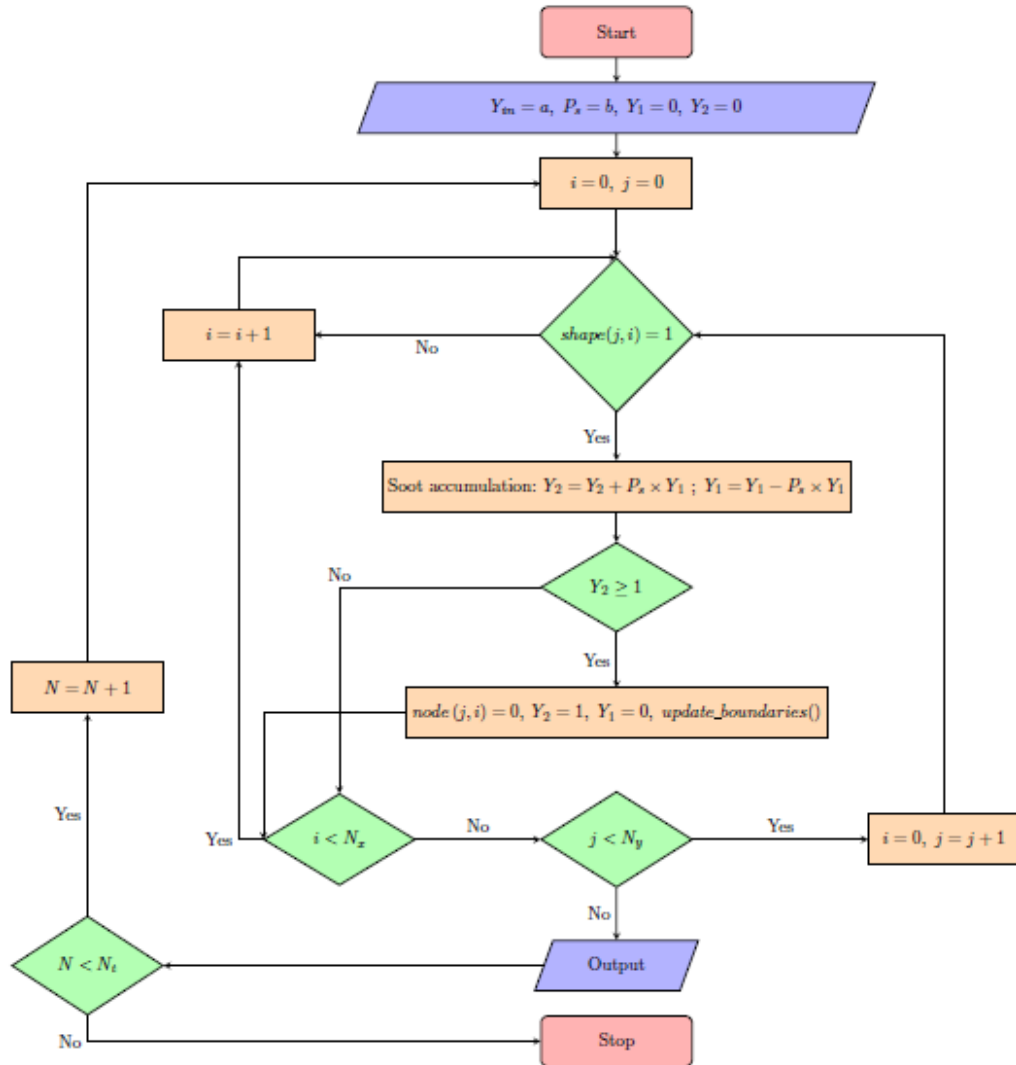 Start
Y_in = a, P_s = b, Y_1 = 0, Y_2 = 0
i = 0, j = 0
i = i + 1
shape(j, i) = 1
No
Yes
Soot accumulation: Y_2 = Y_2 + P_s × Y_1 ; Y_1 = Y_1 − P_s × Y_1
No
Y_2 ≥ 1
Yes
N = N + 1
node(j, i) = 0, Y_2 = 1, Y_1 = 0, update_boundaries()
Yes
Yes
i < N_x
No
j < N_y
Yes
i = 0, j = j + 1
No
N < N_t
Output
No
Stop